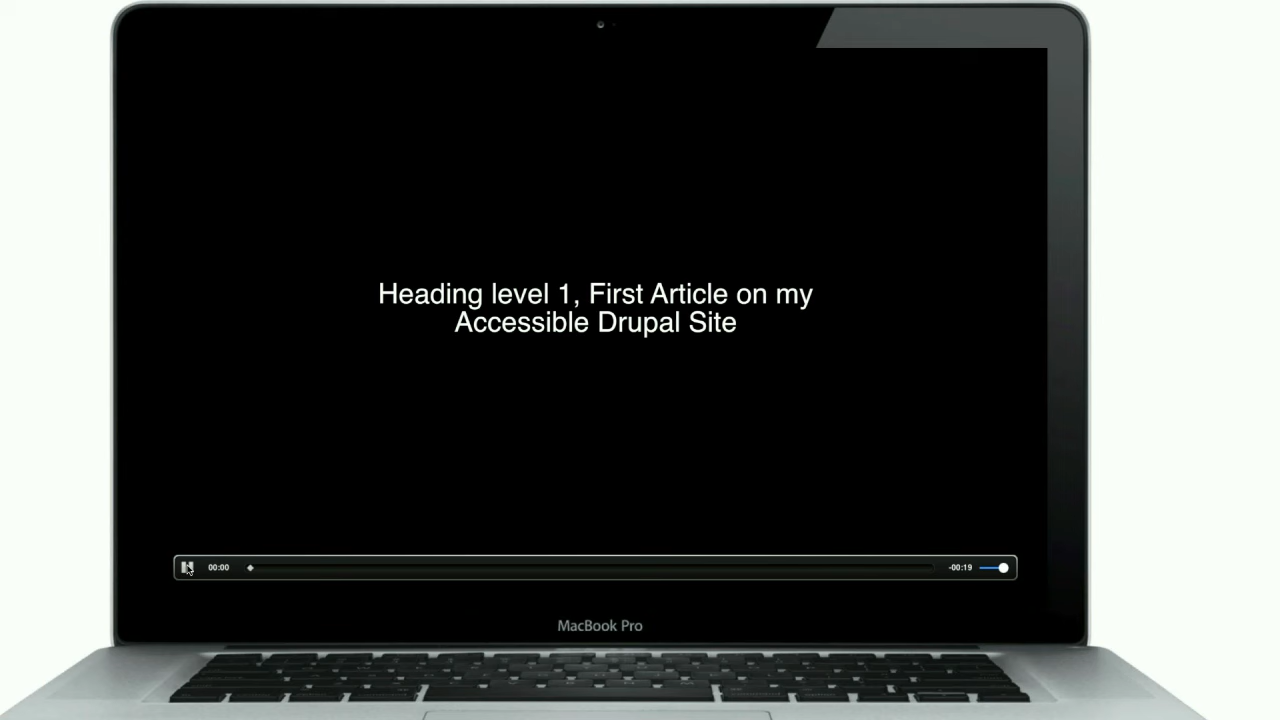 Heading level 1, First Article on my
Accessible Drupal Site
00:00
-00:19
MacBook Pro